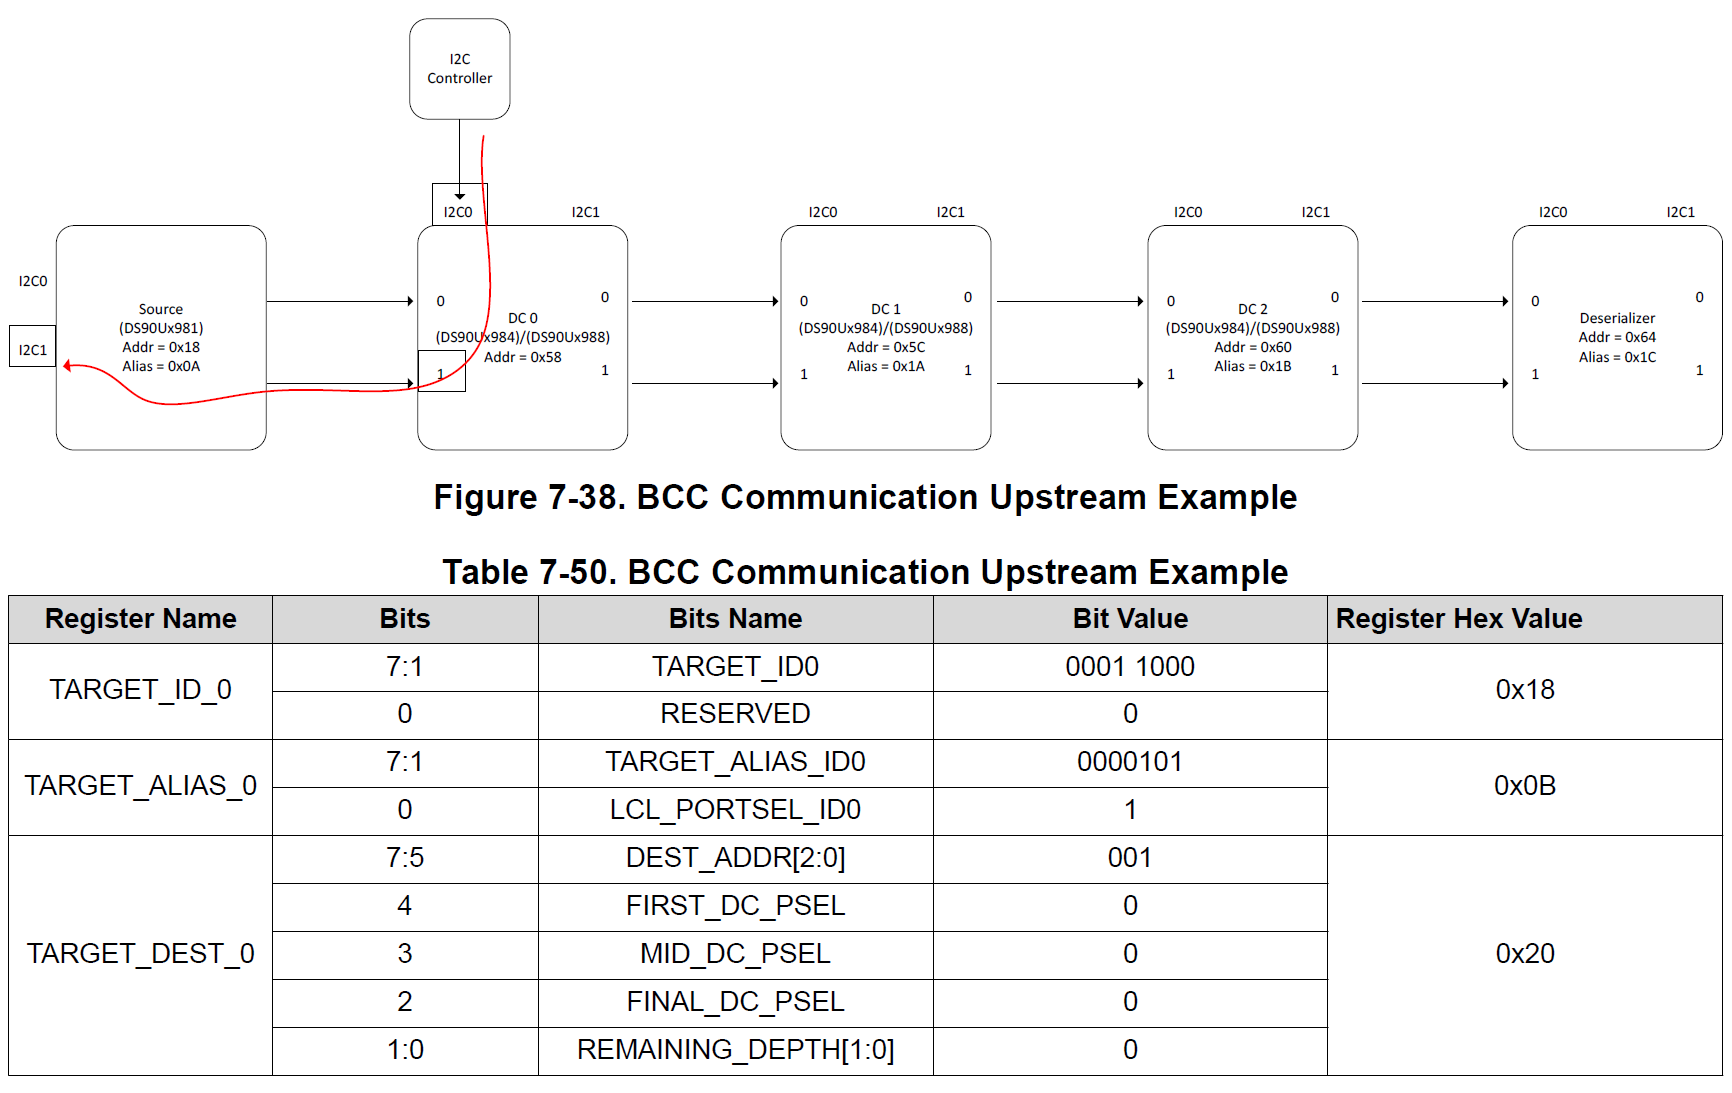 I2C
Controller
I2C0
I2C1
I2C0
I2C1
I2C0
I2C1
I2C0
I2C1
I2C0
I2C1
Source
(DS90Ux981)
Addr = 0x18
Alias = 0x0A
0
1
DC 0
(DS90Ux984)/(DS90Ux988)
Addr = 0x58
0
1
0
1
DC 1
(DS90Ux984)/(DS90Ux988)
Addr = 0x5C
Alias = 0x1A
0
1
0
1
DC 2
(DS90Ux984)/(DS90Ux988)
Addr = 0x60
Alias = 0x1B
0
1
0
1
Deserializer
Addr = 0x64
Alias = 0x1C
0
1
Figure 7-38. BCC Communication Upstream Example
Table 7-50. BCC Communication Upstream Example
Register Name Bits Bits Name Bit Value Register Hex Value
TARGET_ID_0 7:1 TARGET_ID0 0001 1000 0x18
0 RESERVED 0
TARGET_ALIAS_0 7:1 TARGET_ALIAS_ID0 0000101 0x0B
0 LCL_PORTSEL_ID0 1
TARGET_DEST_0 7:5 DEST_ADDR[2:0] 001 0x20
4 FIRST_DC_PSEL 0
3 MID_DC_PSEL 0
2 FINAL_DC_PSEL 0
1:0 REMAINING_DEPTH[1:0] 0